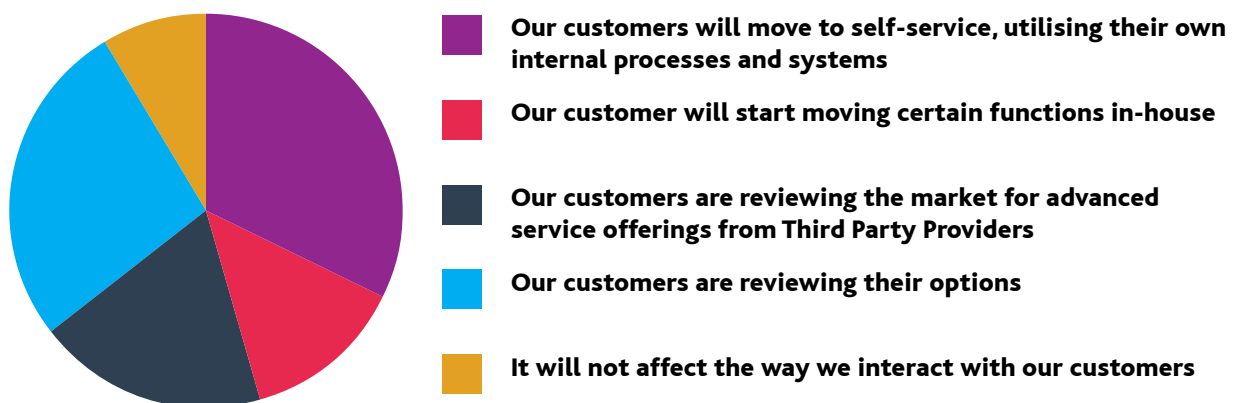 Our customers will move to self-service, utilising their own
internal processes and systems
Our customer will start moving certain functions in-house
Our customers are reviewing the market for advanced
service offerings from Third Party Providers
Our customers are reviewing their options
It will not affect the way we interact with our customers